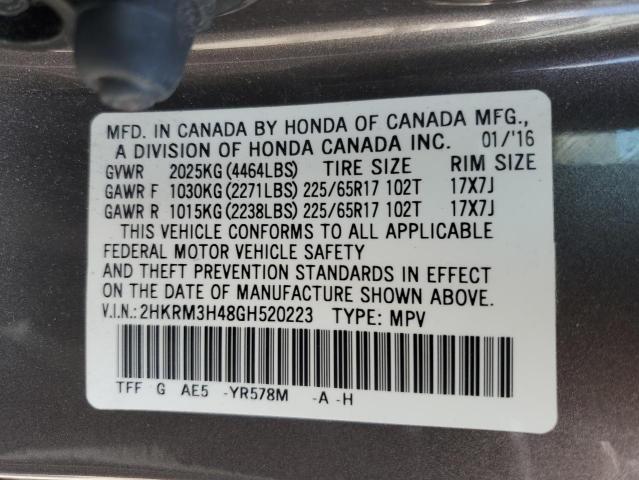 MFD. IN CANADA BY HONDA OF CANADA MFG.,
A DIVISION OF HONDA CANADA INC. 01/'16
GVWR 2025KG (4464LBS) TIRE SIZE RIM SIZE
GAWR F 1030KG (2271LBS) 225/65R17 102T 17X7J
GAWR R 1015KG (2238LBS) 225/65R17 102T 17X7J
THIS VEHICLE CONFORMS TO ALL APPLICABLE
FEDERAL MOTOR VEHICLE SAFETY
AND THEFT PREVENTION STANDARDS IN EFFECT
ON THE DATE OF MANUFACTURE SHOWN ABOVE.
V.I.N.: 2HKRM3H48GH520223 TYPE: MPV
TFF G AE5 -YR578M -A -H